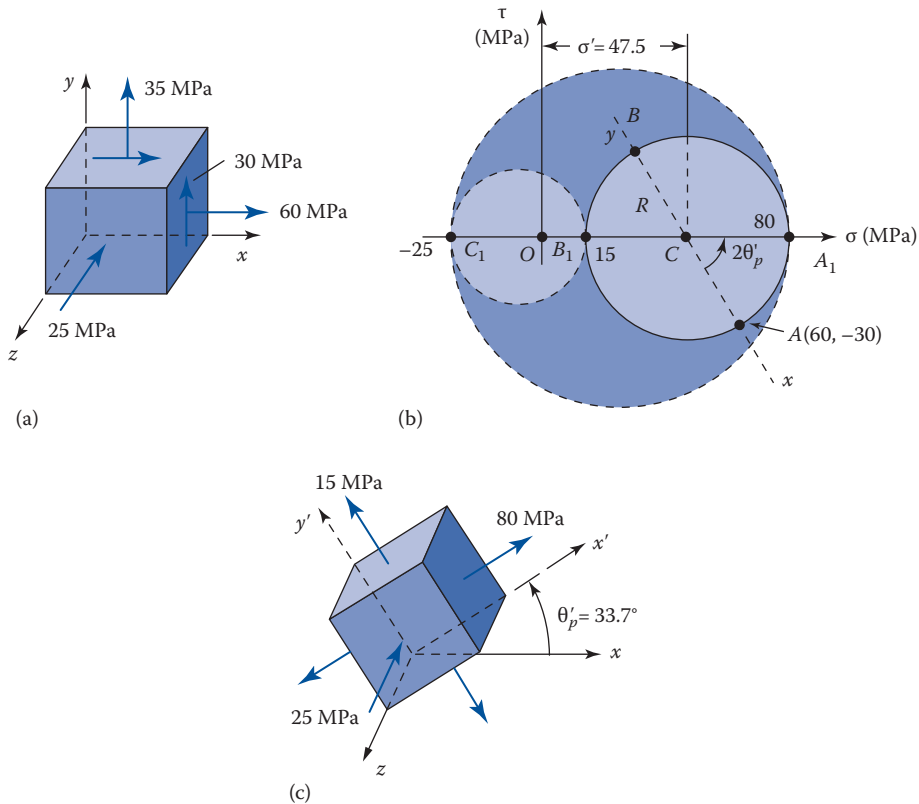 y
35 MPa
30 MPa
60 MPa
x
25 MPa
z
(a)
τ
(MPa)
σ′= 47.5
B
y
R
80
−25
C₁
O
B₁
15
C
2θ′ₚ
σ (MPa)
A₁
A(60, −30)
x
(b)
15 MPa
y′
80 MPa
x′
θ′ₚ = 33.7°
x
25 MPa
z
(c)